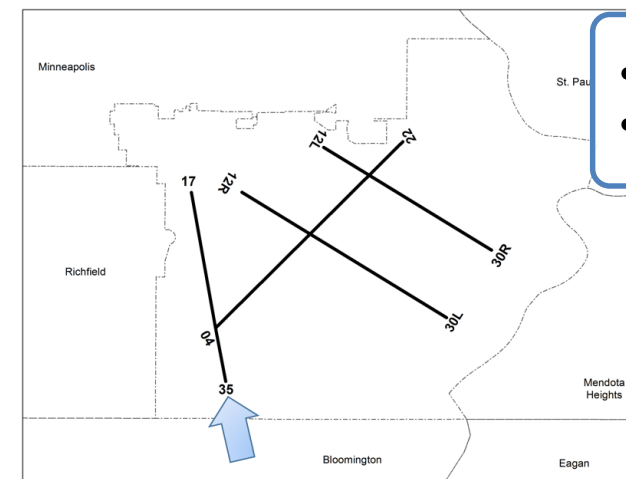 Minneapolis
St. Pau
12L
22
17
12R
Richfield
30R
30L
04
35
Mendota
Heights
Bloomington
Eagan